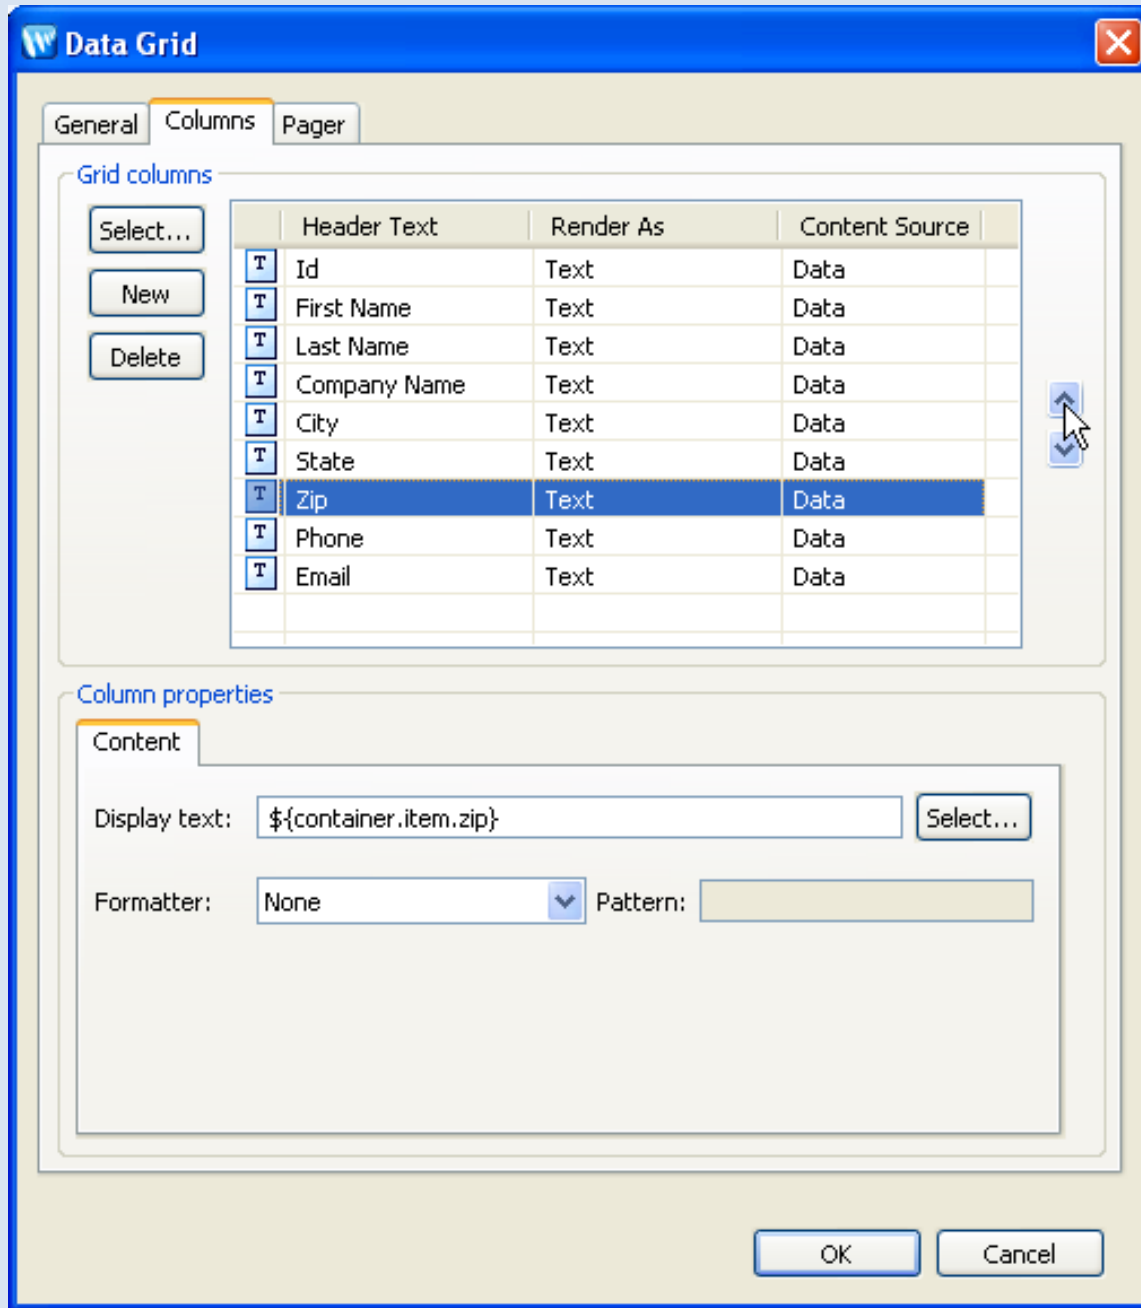 Data Grid
General Columns Pager
Grid columns
Select...
New
Delete
Header Text Render As Content Source
T Id Text Data
T First Name Text Data
T Last Name Text Data
T Company Name Text Data
T City Text Data
T State Text Data
T Zip Text Data
T Phone Text Data
T Email Text Data
Column properties
Content
Display text: ${container.item.zip} Select...
Formatter: None Pattern:
OK Cancel